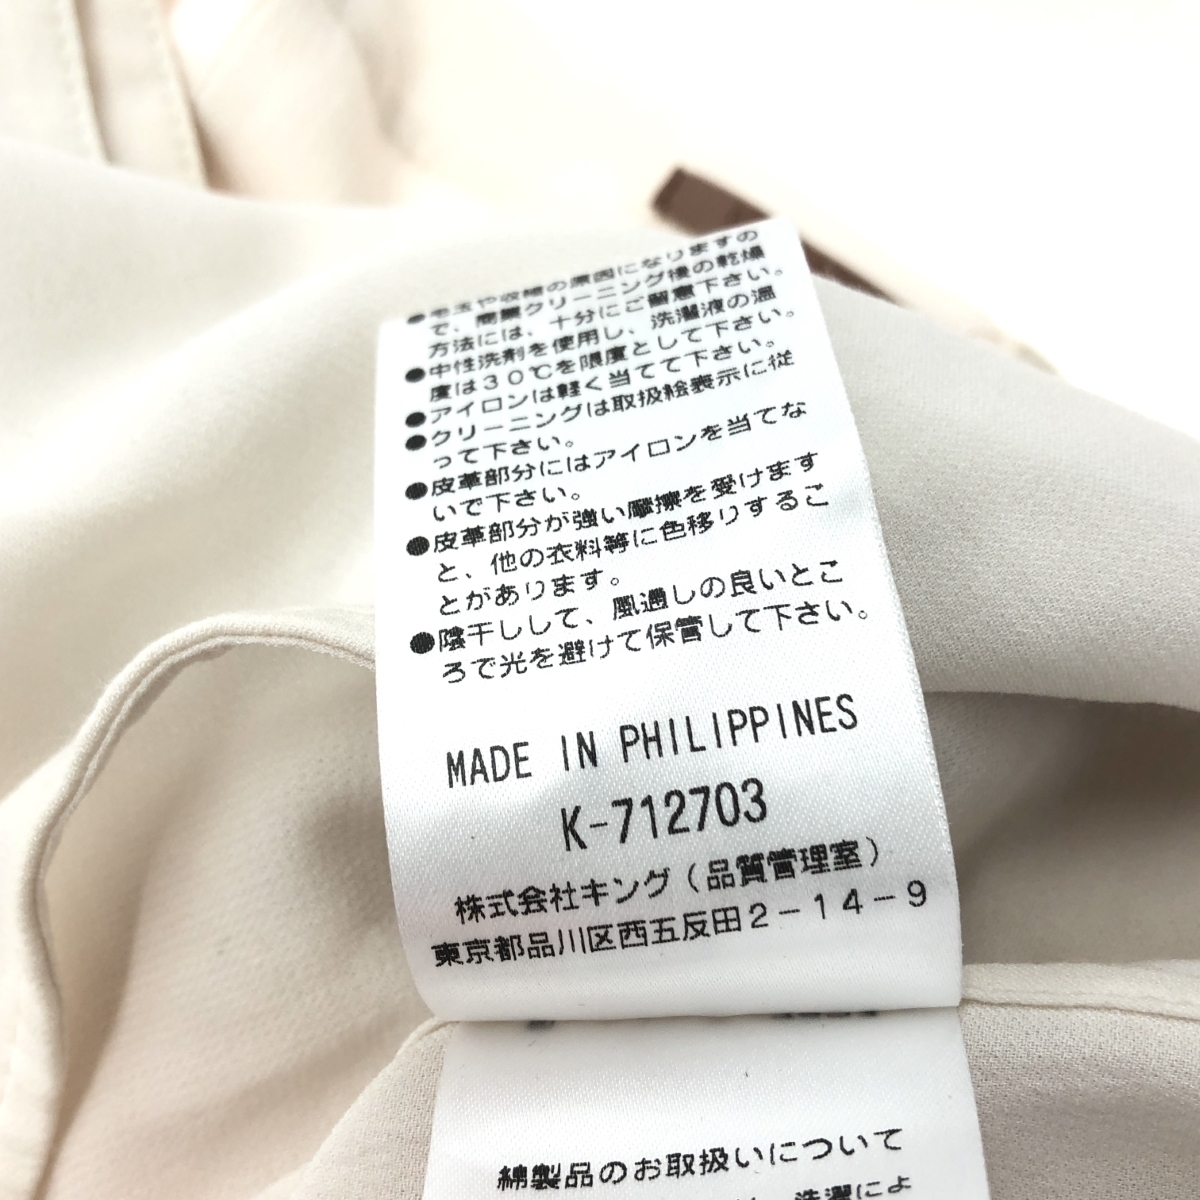 ●毛玉や収縮の原因になりますの
で、商業クリーニング後の乾燥
方法には、十分にご留意下さい。
●中性洗剤を使用し、洗濯液の温
度は30℃を限度として下さい。
●アイロンは軽く当てて下さい。
●クリーニングは取扱絵表示に従
って下さい。
●皮革部分にはアイロンを当てな
いで下さい。
●皮革部分が強い摩擦を受けます
と、他の衣料等に色移りするこ
とがあります。
●陰干しして、風通しの良いとこ
ろで光を避けて保管して下さい。
MADE IN PHILIPPINES
K-712703
株式会社キング(品質管理室)
東京都品川区西五反田2-14-9
綿製品のお取扱いについて
洗濯によ